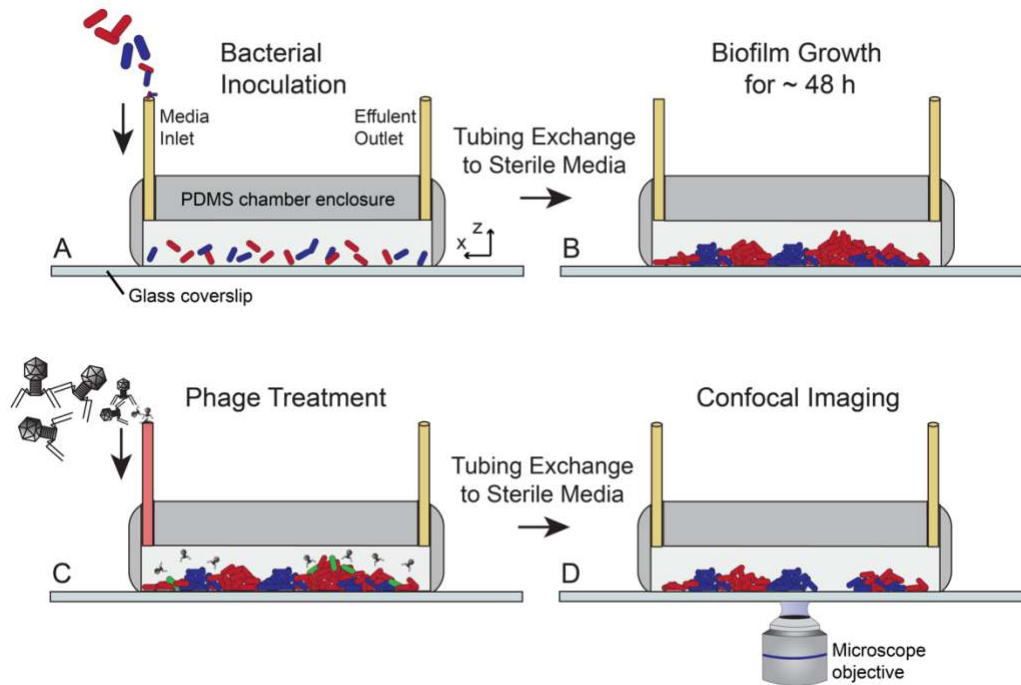 Bacterial
Inoculation
Media
Inlet
Effulent
Outlet
PDMS chamber enclosure
A
z
x
Glass coverslip
Tubing Exchange
to Sterile Media
Biofilm Growth
for ~ 48 h
B
Phage Treatment
C
Tubing Exchange
to Sterile Media
Confocal Imaging
D
Microscope
objective